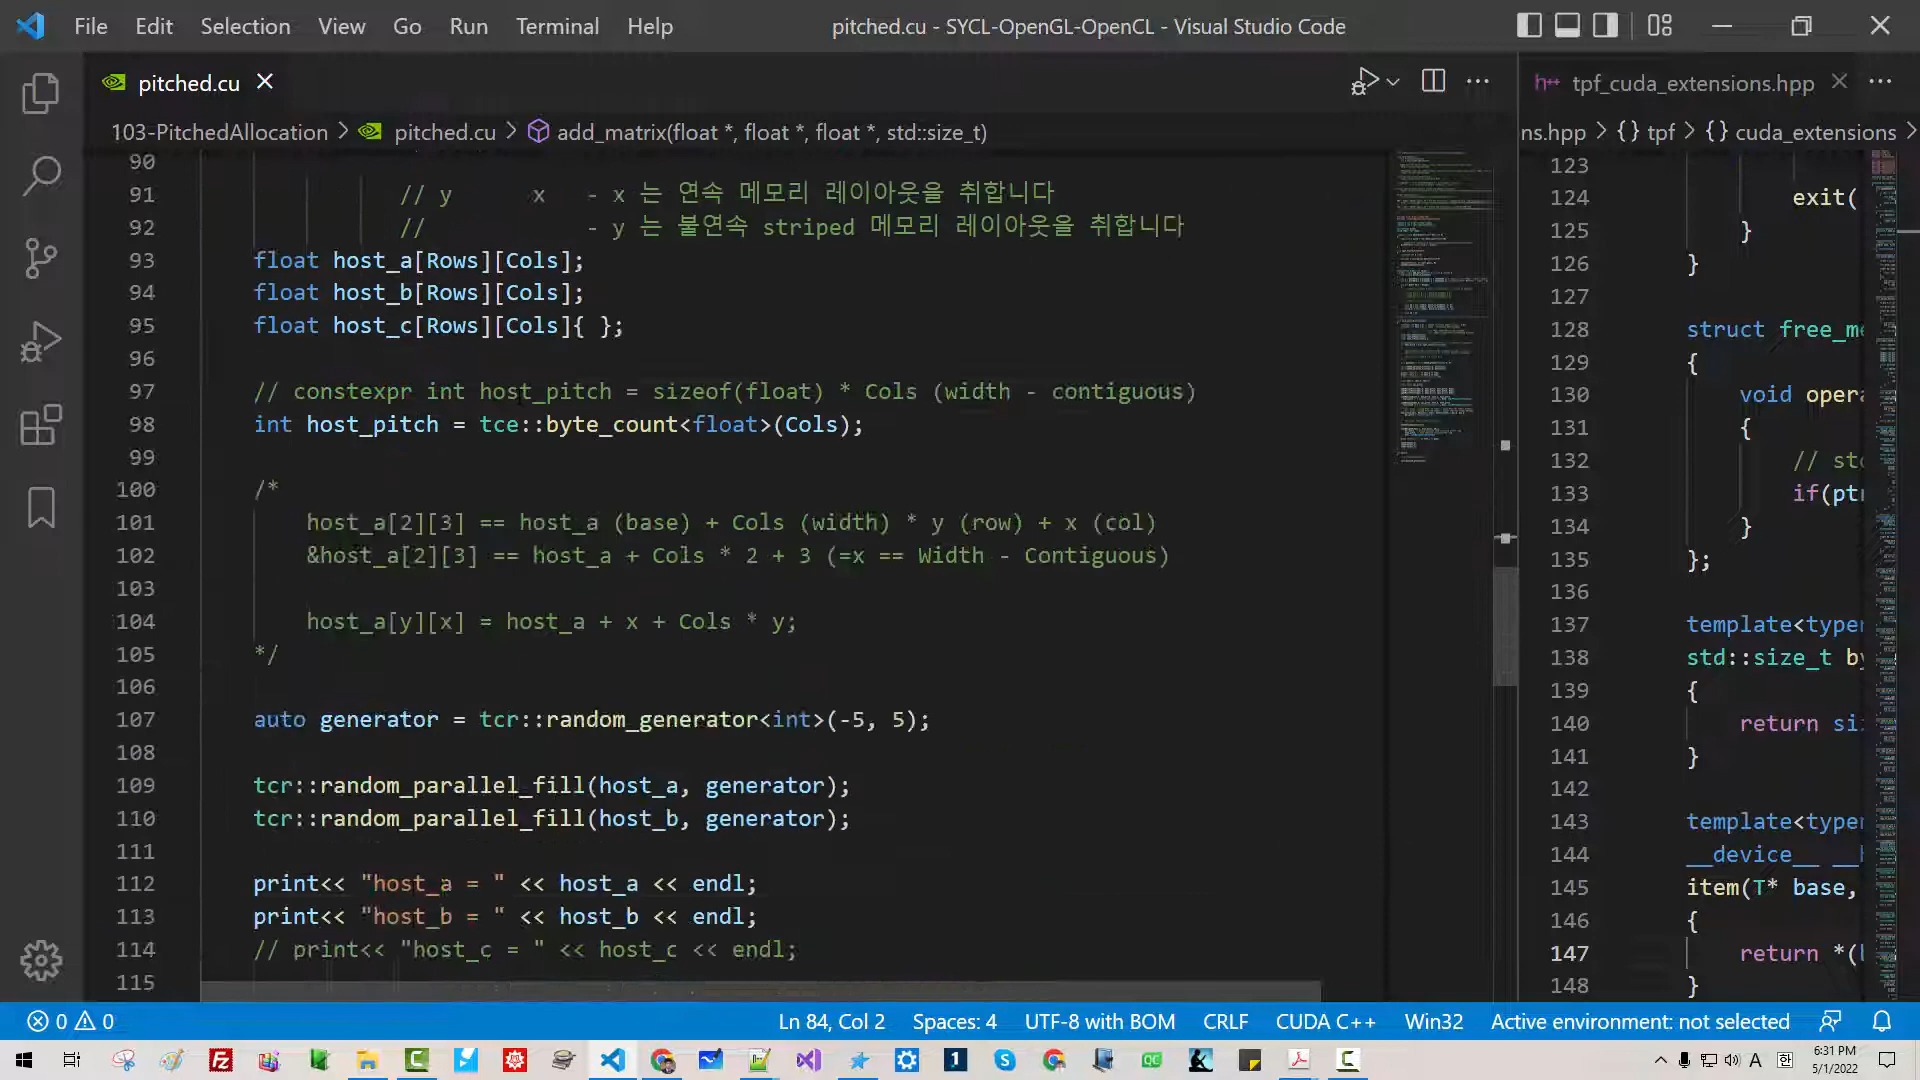 File Edit Selection View Go Run Terminal Help
pitched.cu - SYCL-OpenGL-OpenCL - Visual Studio Code
pitched.cu
tpf_cuda_extensions.hpp
103-PitchedAllocation > pitched.cu > add_matrix(float *, float *, float *, std::size_t)
ns.hpp > {} tpf > {} cuda_extensions >
90
91 // y x - x 는 연속 메모리 레이아웃을 취합니다
92 // - y 는 불연속 striped 메모리 레이아웃을 취합니다
93 float host_a[Rows][Cols];
94 float host_b[Rows][Cols];
95 float host_c[Rows][Cols]{ };
96
97 // constexpr int host_pitch = sizeof(float) * Cols (width - contiguous)
98 int host_pitch = tce::byte_count<float>(Cols);
99
100 /*
101 host_a[2][3] == host_a (base) + Cols (width) * y (row) + x (col)
102 &host_a[2][3] == host_a + Cols * 2 + 3 (=x == Width - Contiguous)
103
104 host_a[y][x] = host_a + x + Cols * y;
105 */
106
107 auto generator = tcr::random_generator<int>(-5, 5);
108
109 tcr::random_parallel_fill(host_a, generator);
110 tcr::random_parallel_fill(host_b, generator);
111
112 print<< "host_a = " << host_a << endl;
113 print<< "host_b = " << host_b << endl;
114 // print<< "host_c = " << host_c << endl;
115
123
124 exit(
125 }
126 }
127
128 struct free_m
129 {
130 void oper
131 {
132 // st
133 if(pt
134 }
135 };
136
137 template<type
138 std::size_t b
139 {
140 return si
141 }
142
143 template<type
144 __device__ __
145 item(T* base,
146 {
147 return *(
148 }
0 0
Ln 84, Col 2 Spaces: 4 UTF-8 with BOM CRLF CUDA C++ Win32 Active environment: not selected
A 한 6:31 PM
5/1/2022